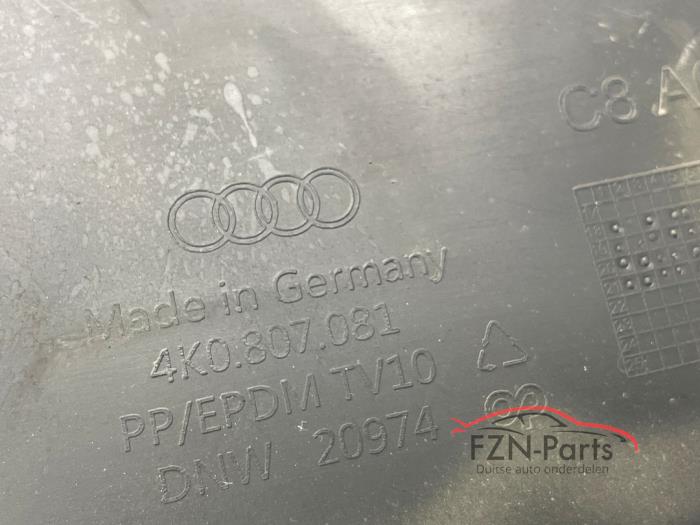 C8
Made in Germany
4K0.807.081
PP/EPDM TV10
DNW 20974
FZN-Parts
Duitse auto onderdelen